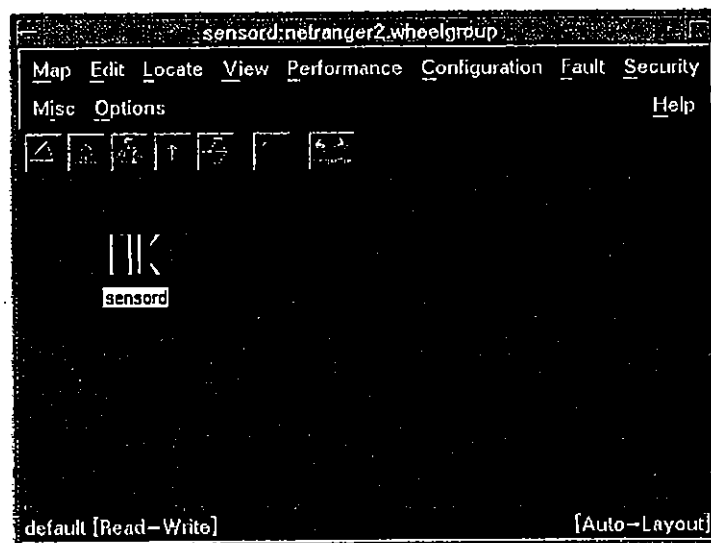 sensord:netranger2.wheelgroup
Map Edit Locate View Performance Configuration Fault Security
Misc Options Help
OK
sensord
default [Read-Write] [Auto-Layout]